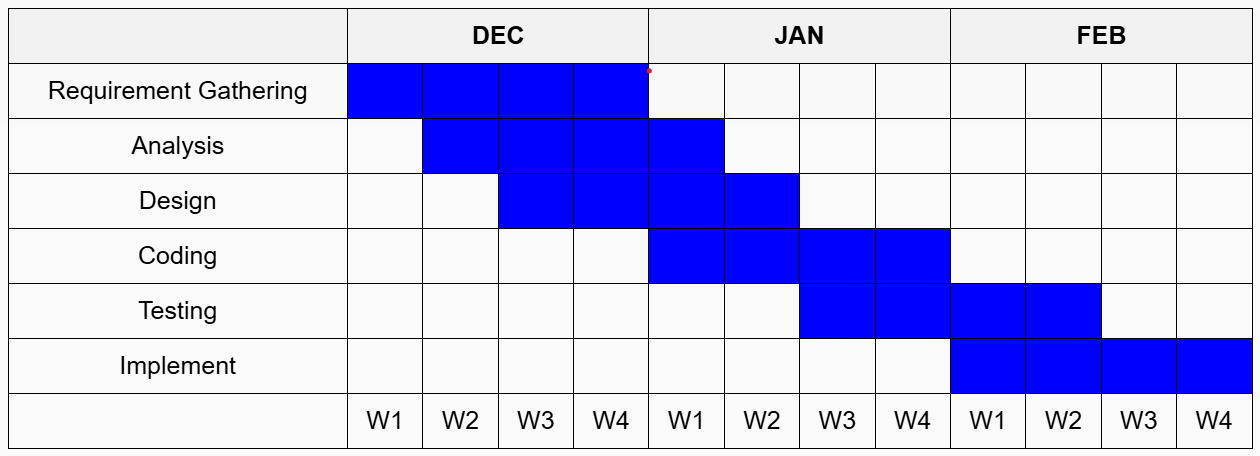 DEC JAN FEB
Requirement Gathering
Analysis
Design
Coding
Testing
Implement
W1 W2 W3 W4 W1 W2 W3 W4 W1 W2 W3 W4